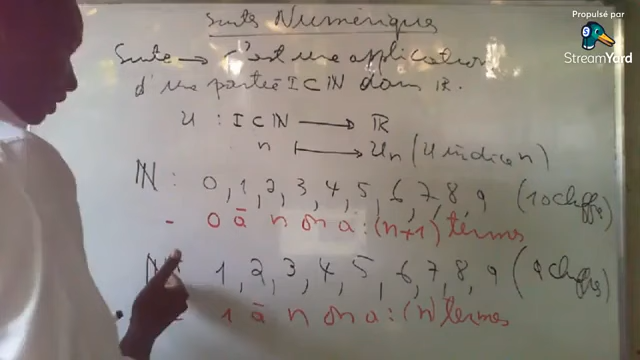 Suites Numériques
Suite → C'est une application
d'une partie I⊂ℕ dans ℝ.
U : I⊂ℕ ⟶ ℝ
n ⟼ Un (U indice n)
ℕ : 0, 1, 2, 3, 4, 5, 6, 7, 8, 9 (10 chiffres)
- 0 à n on a : (n+1) termes
ℕ* 1, 2, 3, 4, 5, 6, 7, 8, 9 (9 chiffres)
- 1 à n on a : (n) termes
Propulsé par
StreamYard